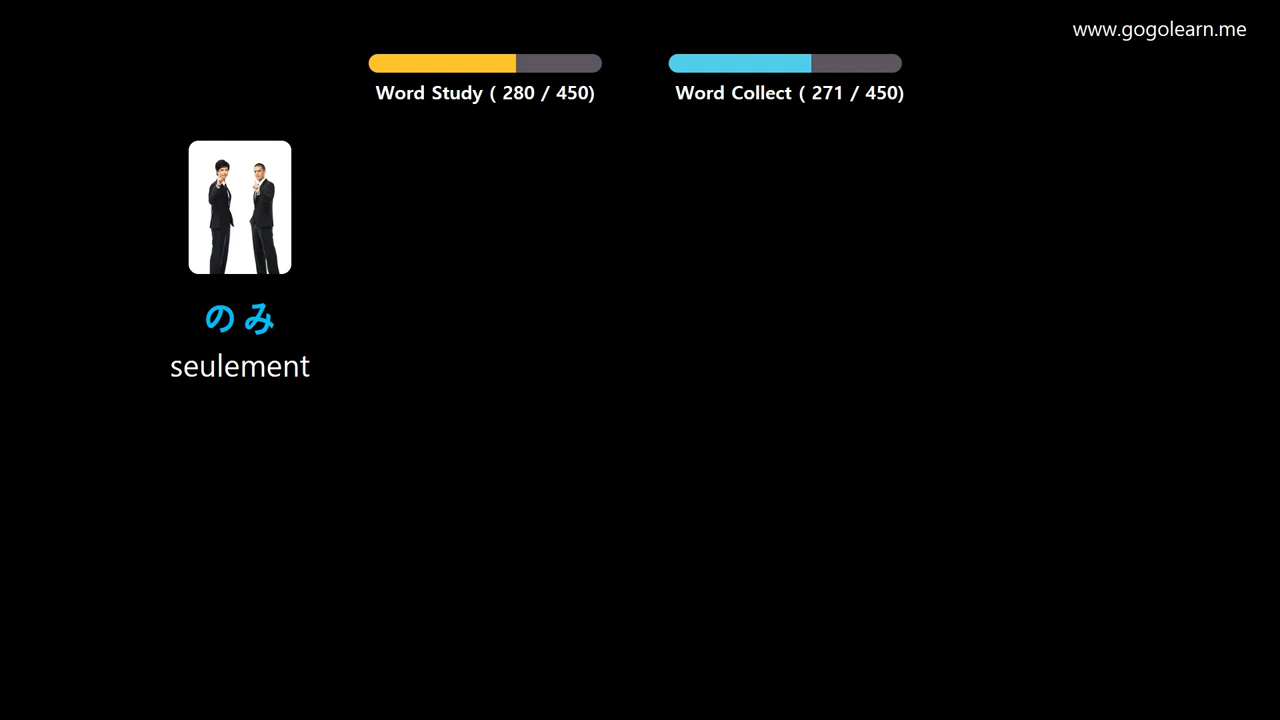 www.gogolearn.me
Word Study ( 280 / 450)
Word Collect ( 271 / 450)
のみ
seulement